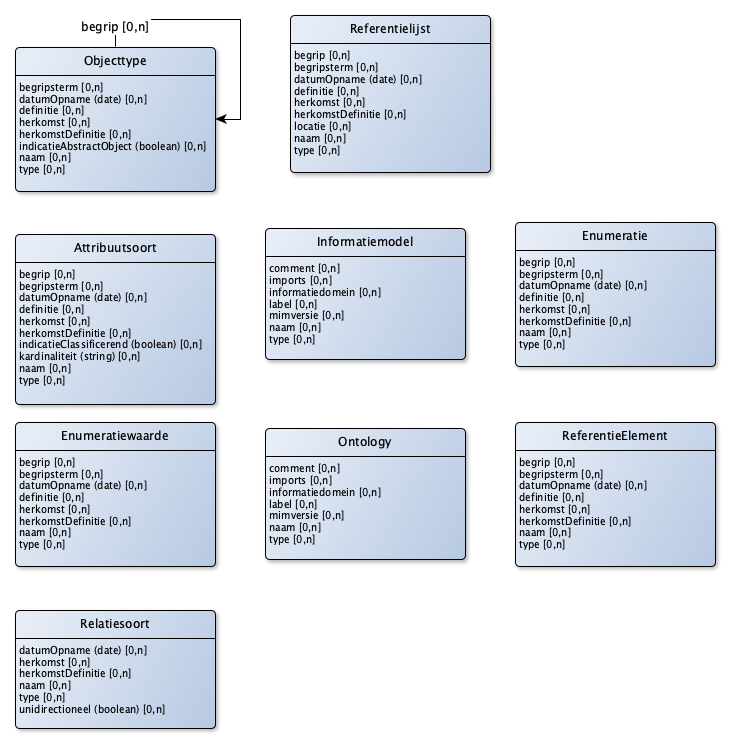 begrip [0,n]
Objecttype
begripsterm [0,n]
datumOpname (date) [0,n]
definitie [0,n]
herkomst [0,n]
herkomstDefinitie [0,n]
indicatieAbstractObject (boolean) [0,n]
naam [0,n]
type [0,n]
Referentielijst
begrip [0,n]
begripsterm [0,n]
datumOpname (date) [0,n]
definitie [0,n]
herkomst [0,n]
herkomstDefinitie [0,n]
locatie [0,n]
naam [0,n]
type [0,n]
Attribuutsoort
begrip [0,n]
begripsterm [0,n]
datumOpname (date) [0,n]
definitie [0,n]
herkomst [0,n]
herkomstDefinitie [0,n]
indicatieClassificerend (boolean) [0,n]
kardinaliteit (string) [0,n]
naam [0,n]
type [0,n]
Informatiemodel
comment [0,n]
imports [0,n]
informatiedomein [0,n]
label [0,n]
mimversie [0,n]
naam [0,n]
type [0,n]
Enumeratie
begrip [0,n]
begripsterm [0,n]
datumOpname (date) [0,n]
definitie [0,n]
herkomst [0,n]
herkomstDefinitie [0,n]
naam [0,n]
type [0,n]
Enumeratiewaarde
begrip [0,n]
begripsterm [0,n]
datumOpname (date) [0,n]
definitie [0,n]
herkomst [0,n]
herkomstDefinitie [0,n]
naam [0,n]
type [0,n]
Ontology
comment [0,n]
imports [0,n]
informatiedomein [0,n]
label [0,n]
mimversie [0,n]
naam [0,n]
type [0,n]
ReferentieElement
begrip [0,n]
begripsterm [0,n]
datumOpname (date) [0,n]
definitie [0,n]
herkomst [0,n]
herkomstDefinitie [0,n]
naam [0,n]
type [0,n]
Relatiesoort
datumOpname (date) [0,n]
herkomst [0,n]
herkomstDefinitie [0,n]
naam [0,n]
type [0,n]
unidirectioneel (boolean) [0,n]